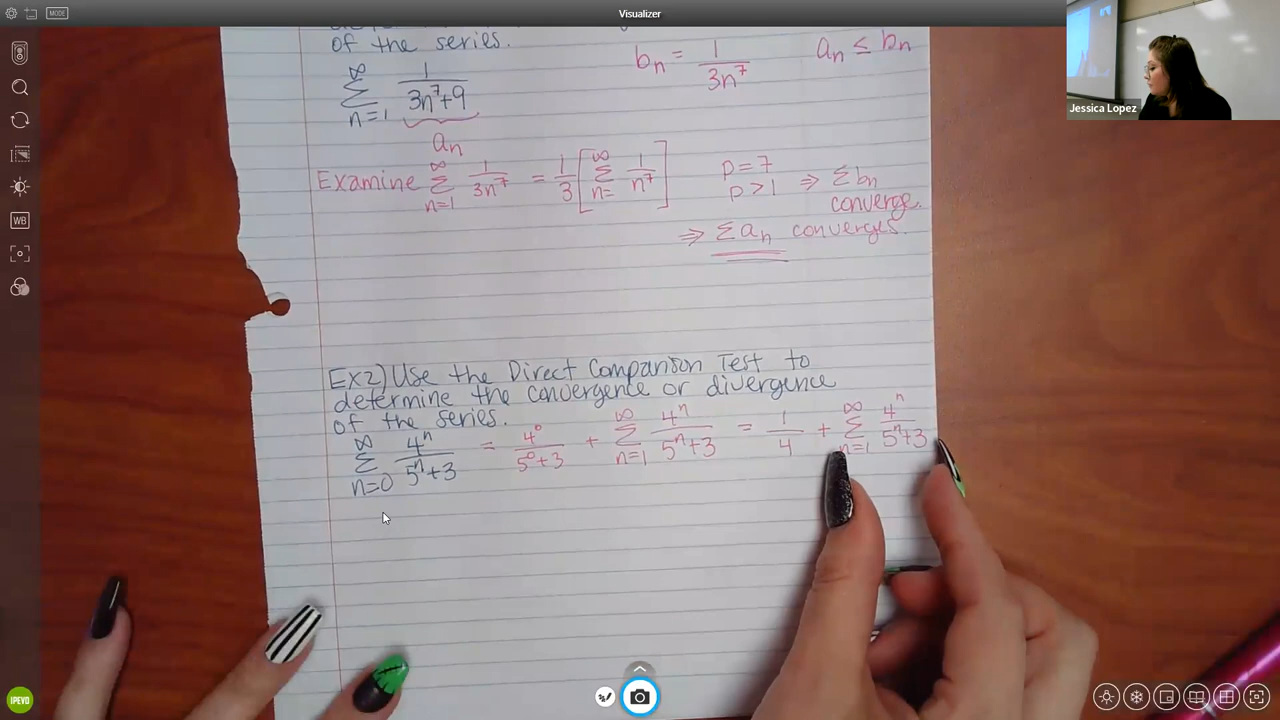 Visualizer
MODE
WB
Jessica Lopez
of the series.
∞ Σ n=1 1/(3n⁷+9)
aₙ
bₙ = 1/(3n⁷) aₙ ≤ bₙ
Examine ∞ Σ n=1 1/(3n⁷) = 1/3 [∞ Σ n= 1/n⁷] p=7
p>1 ⇒ Σbₙ
converge.
⇒ Σaₙ converges.
Ex2) Use the Direct Comparison Test to
determine the convergence or divergence
of the series.
∞ Σ n=0 4ⁿ/(5ⁿ+3) = 4⁰/(5⁰+3) + ∞ Σ n=1 4ⁿ/(5ⁿ+3) = 1/4 + ∞ Σ n=1 4ⁿ/(5ⁿ+3)
IPEVO